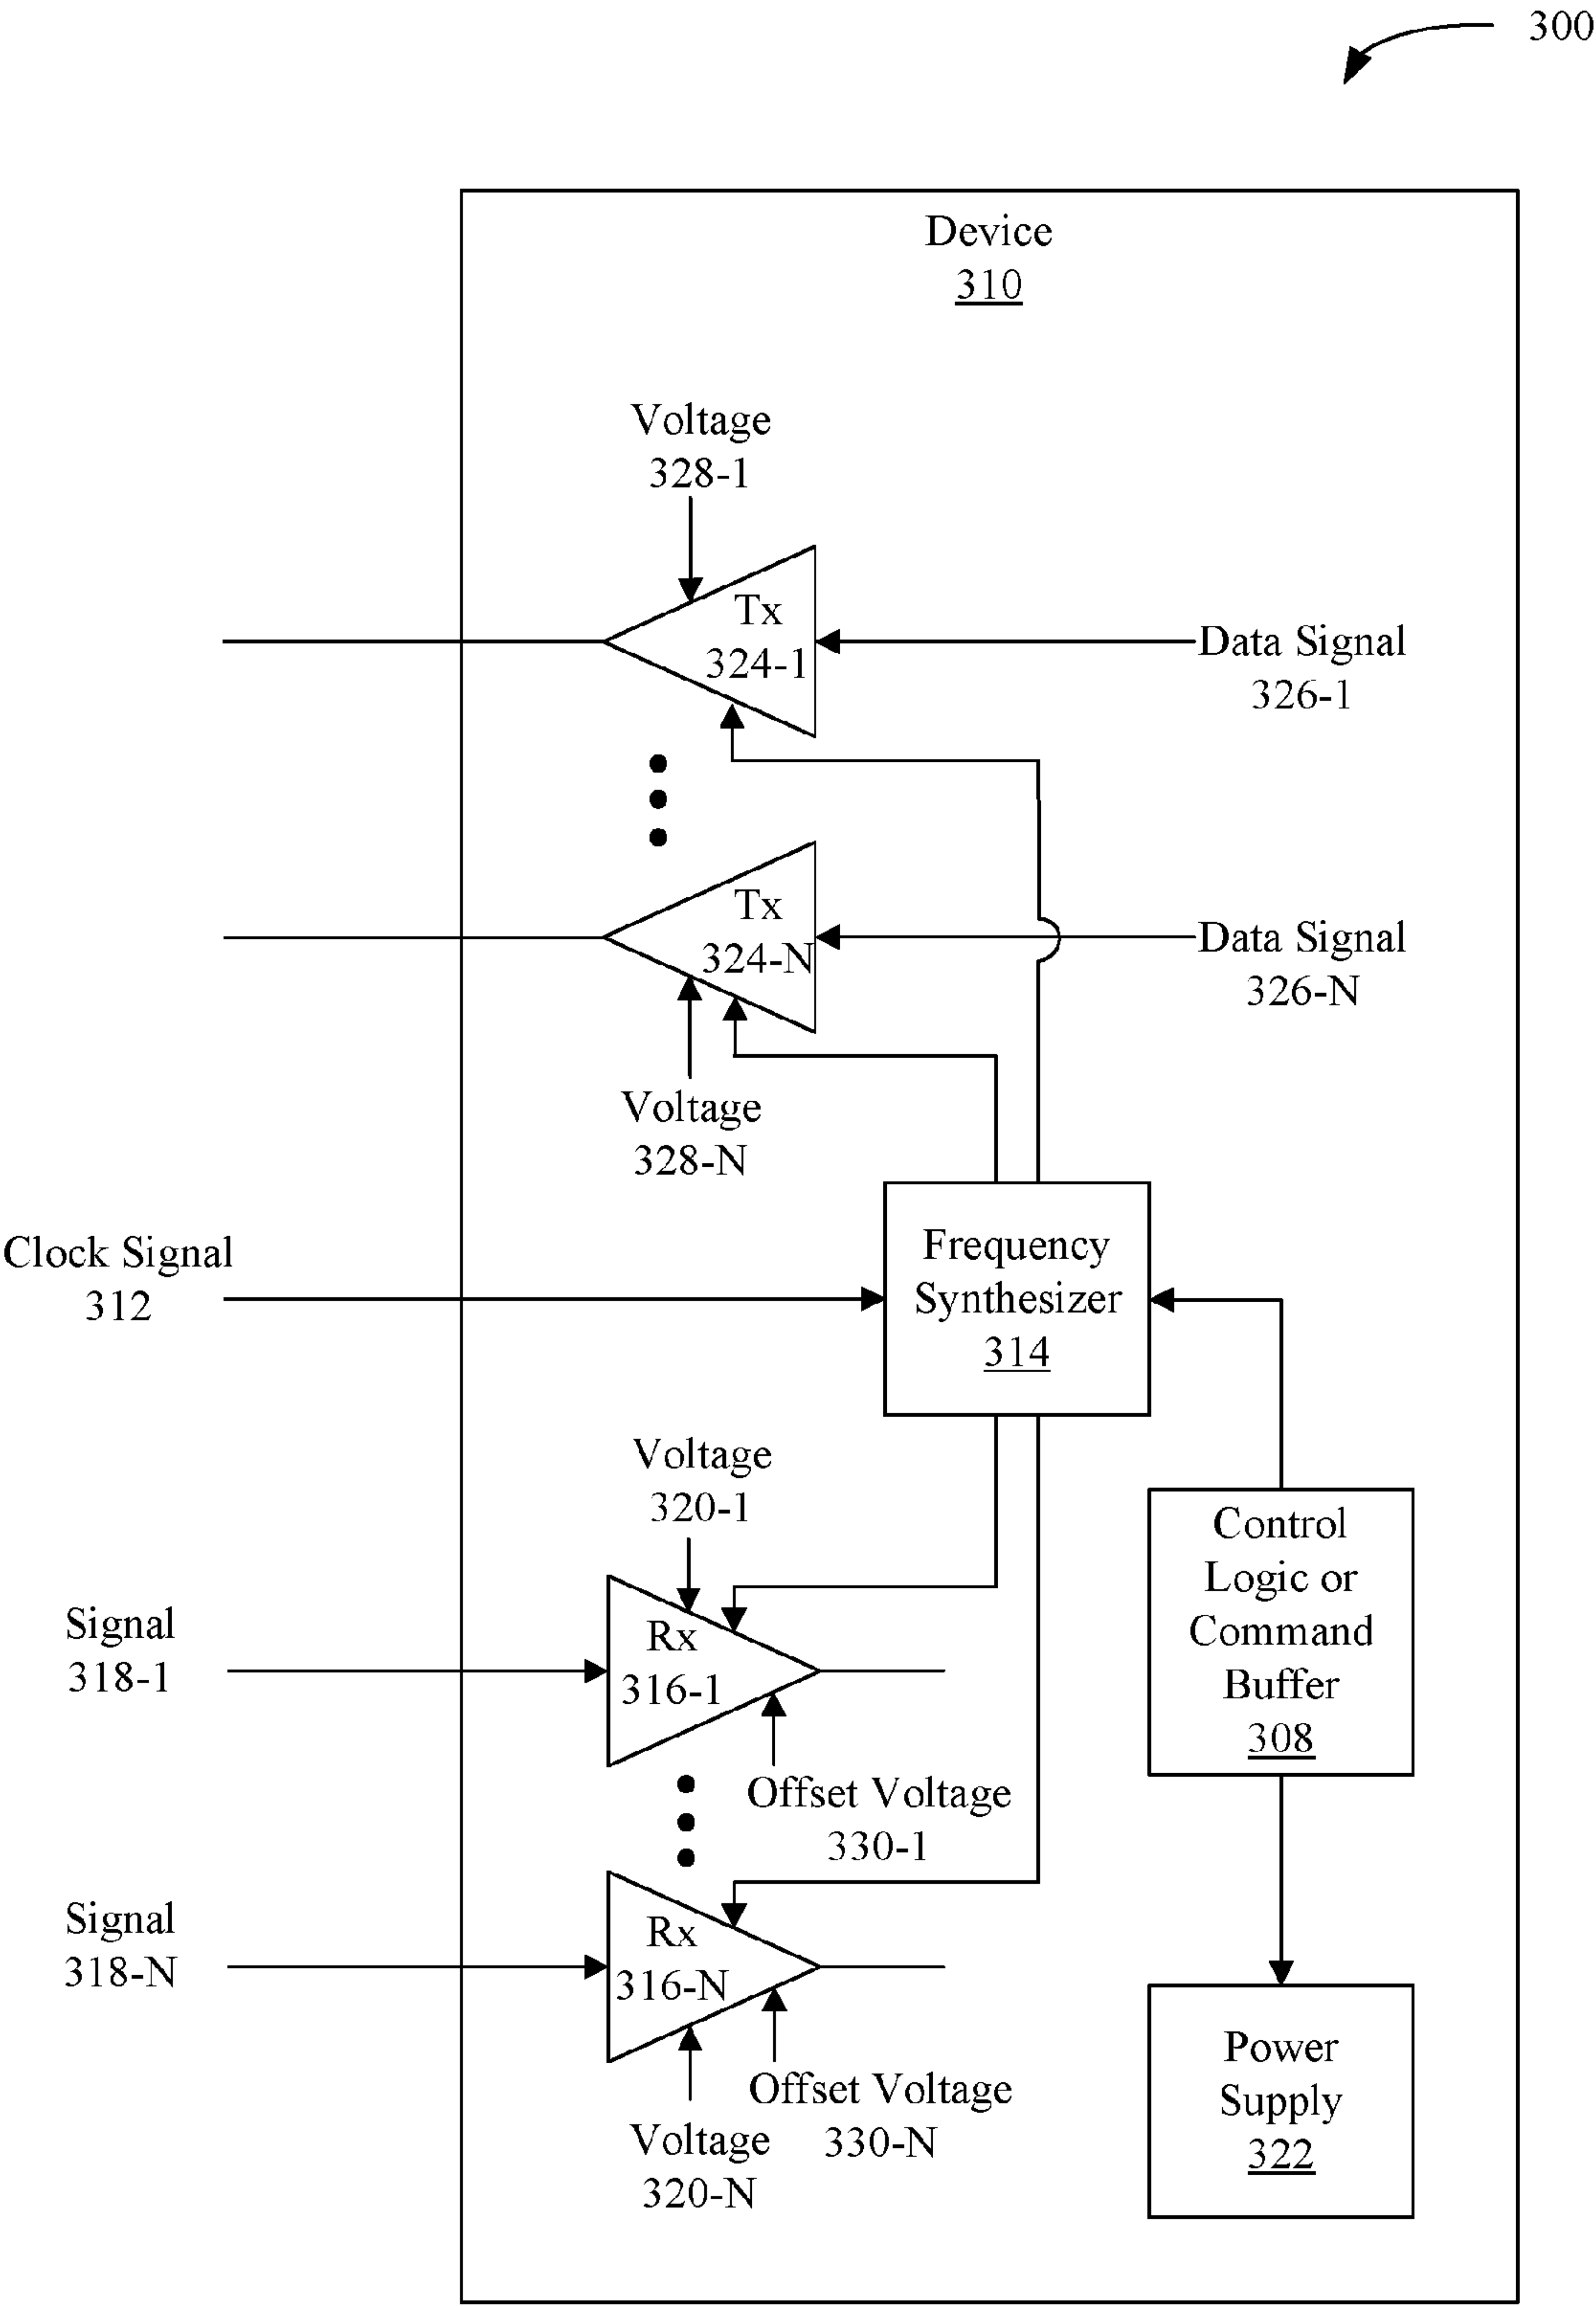 300
Device
310
Voltage
328-1
Tx
324-1
Data Signal
326-1
Tx
324-N
Data Signal
326-N
Voltage
328-N
Clock Signal
312
Frequency
Synthesizer
314
Voltage
320-1
Signal
318-1
Rx
316-1
Offset Voltage
330-1
Control
Logic or
Command
Buffer
308
Signal
318-N
Rx
316-N
Offset Voltage
330-N
Voltage
320-N
Power
Supply
322